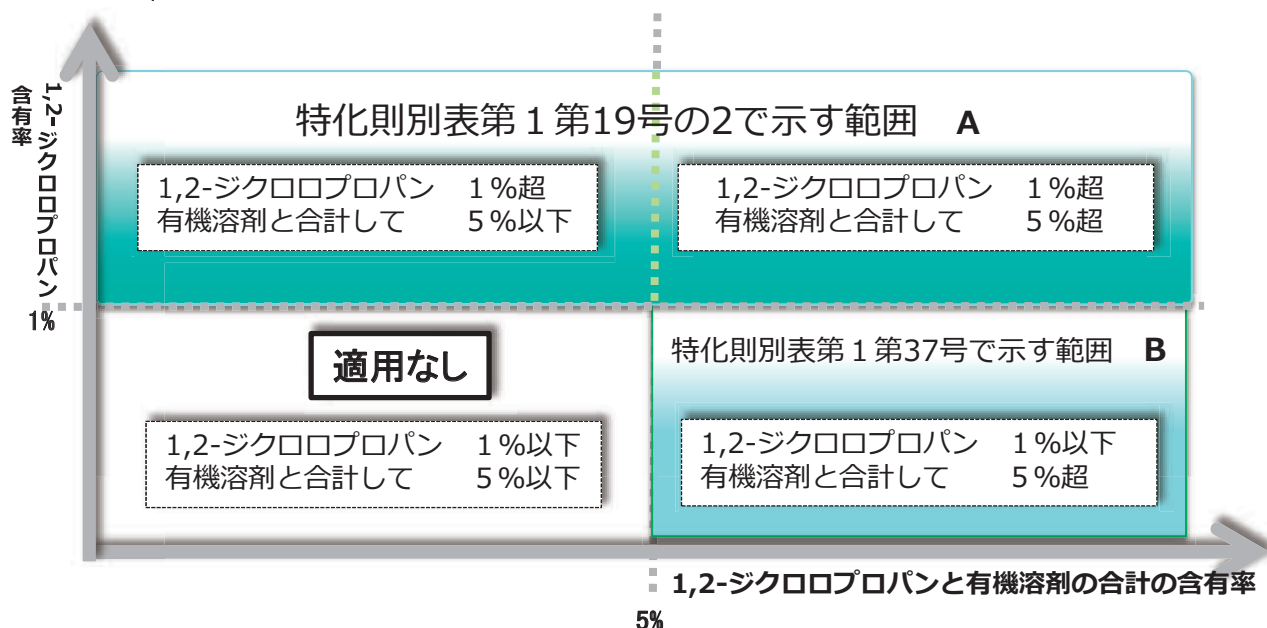 1,2-ジクロロプロパン
含有率
特化則別表第１第19号の2で示す範囲 A
1,2-ジクロロプロパン １%超
有機溶剤と合計して ５%以下
1,2-ジクロロプロパン １%超
有機溶剤と合計して ５%超
1%
適用なし
1,2-ジクロロプロパン １%以下
有機溶剤と合計して ５%以下
特化則別表第１第37号で示す範囲 B
1,2-ジクロロプロパン １%以下
有機溶剤と合計して ５%超
1,2-ジクロロプロパンと有機溶剤の合計の含有率
5%